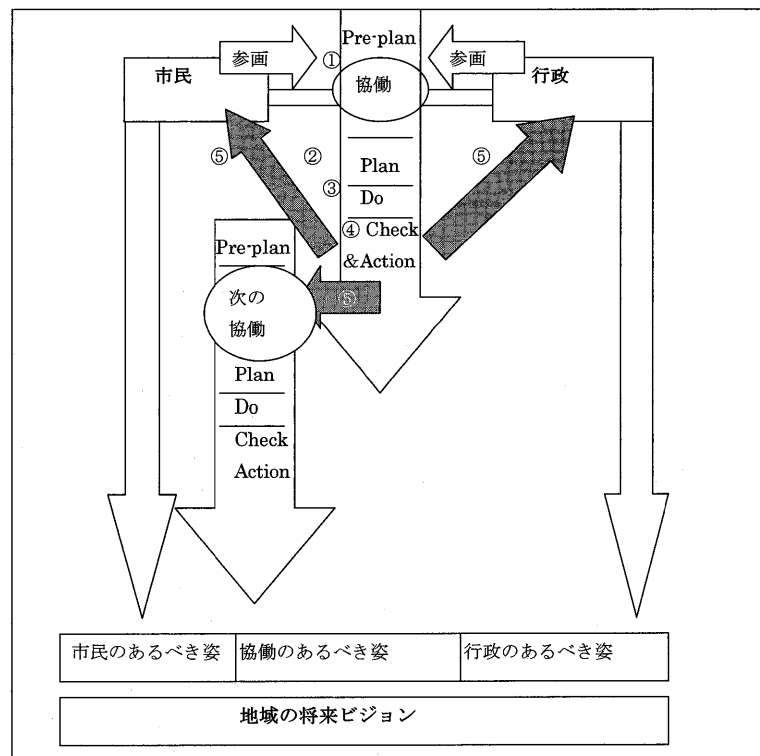 Pre-plan
参画
①
参画
市民
協働
行政
⑤
②
⑤
Plan
③
Do
④ Check
&Action
Pre-plan
⑤
次の
協働
Plan
Do
Check
Action
市民のあるべき姿
協働のあるべき姿
行政のあるべき姿
地域の将来ビジョン